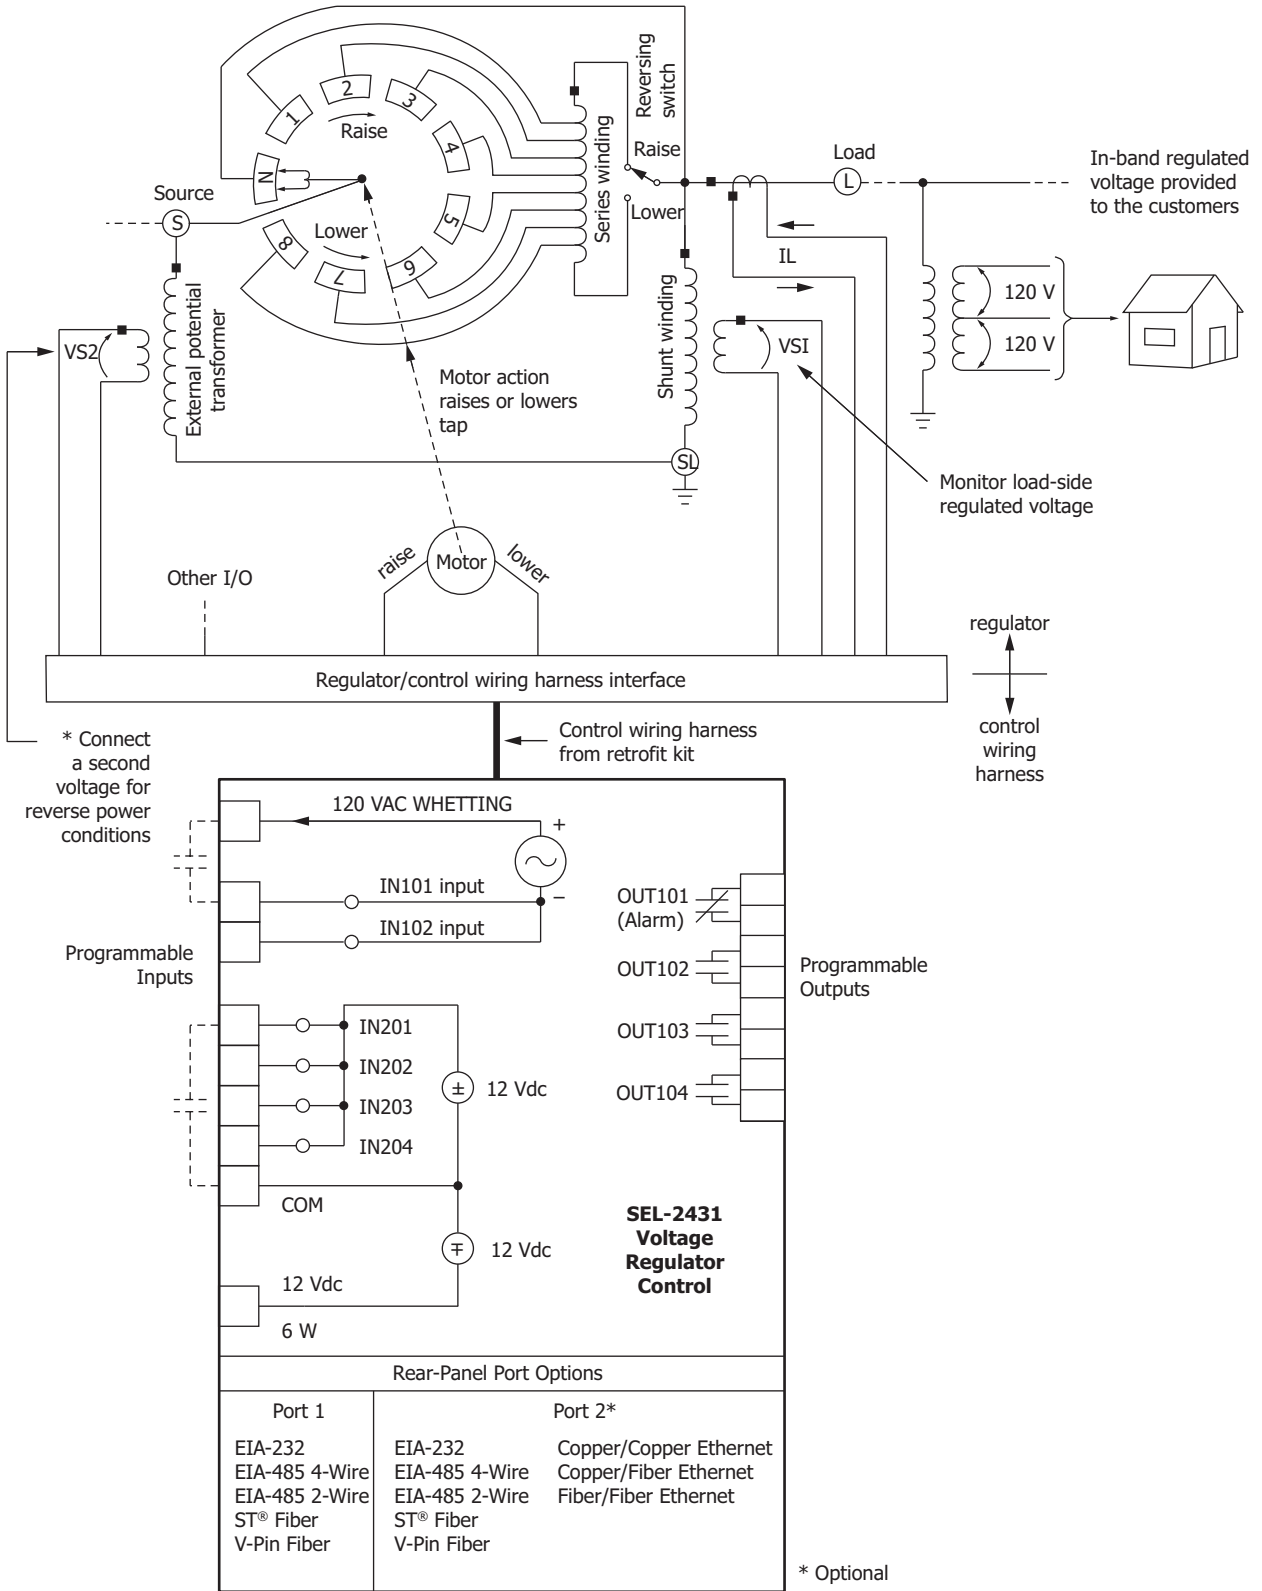 Reversing
switch
1
2
3
4
5
6
7
8
N
Raise
Lower
Series winding
Raise
Lower
Load
L
In-band regulated
voltage provided
to the customers
Source
S
IL
120 V
120 V
VS2
External potential
transformer
Shunt winding
VSI
Motor action
raises or lowers
tap
SL
Monitor load-side
regulated voltage
raise
Motor
lower
Other I/O
regulator
Regulator/control wiring harness interface
control
wiring
harness
* Connect
a second
voltage for
reverse power
conditions
Control wiring harness
from retrofit kit
120 VAC WHETTING
+
IN101 input
–
IN102 input
Programmable
Inputs
OUT101
(Alarm)
OUT102
OUT103
OUT104
Programmable
Outputs
IN201
IN202
IN203
IN204
±
12 Vdc
COM
∓
12 Vdc
12 Vdc
6 W
SEL-2431
Voltage
Regulator
Control
Rear-Panel Port Options
Port 1
EIA-232
EIA-485 4-Wire
EIA-485 2-Wire
ST® Fiber
V-Pin Fiber
Port 2*
EIA-232
EIA-485 4-Wire
EIA-485 2-Wire
ST® Fiber
V-Pin Fiber
Copper/Copper Ethernet
Copper/Fiber Ethernet
Fiber/Fiber Ethernet
* Optional